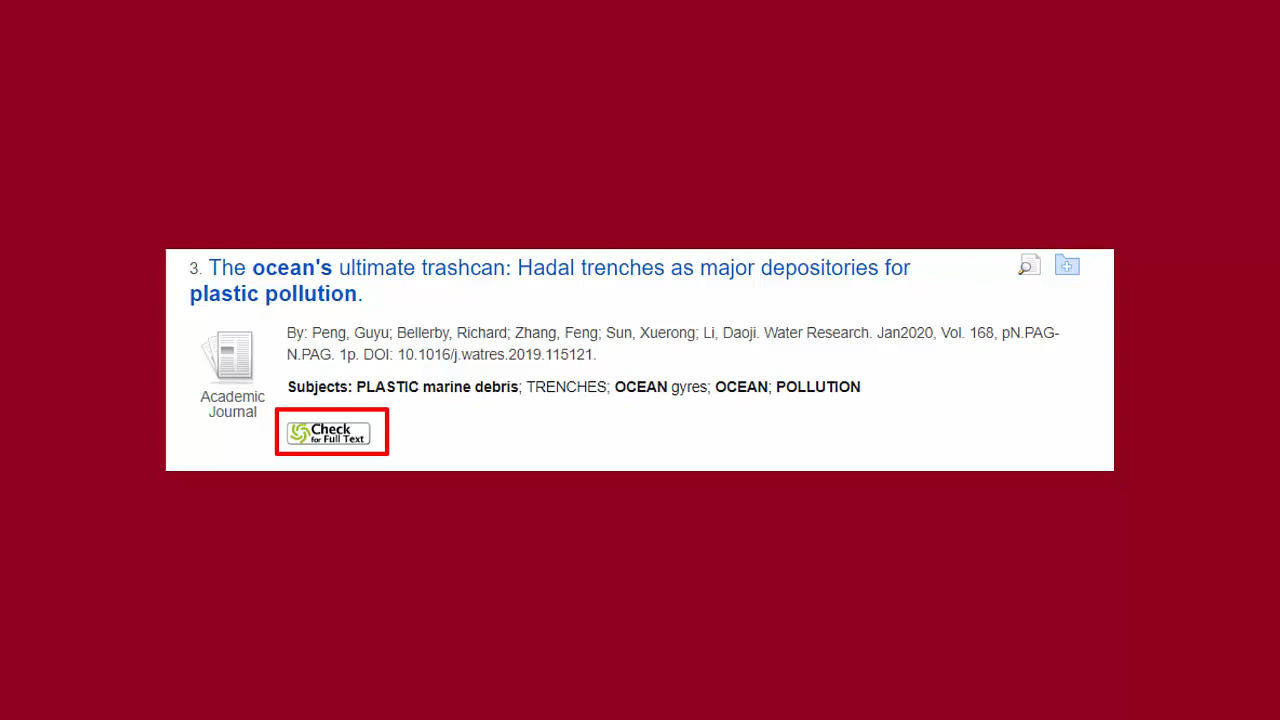 3. The ocean's ultimate trashcan: Hadal trenches as major depositories for
plastic pollution.
By: Peng, Guyu; Bellerby, Richard; Zhang, Feng; Sun, Xuerong; Li, Daoji. Water Research. Jan2020, Vol. 168, pN.PAG-
N.PAG. 1p. DOI: 10.1016/j.watres.2019.115121.
Subjects: PLASTIC marine debris; TRENCHES; OCEAN gyres; OCEAN; POLLUTION
Academic
Journal
Check
for Full Text